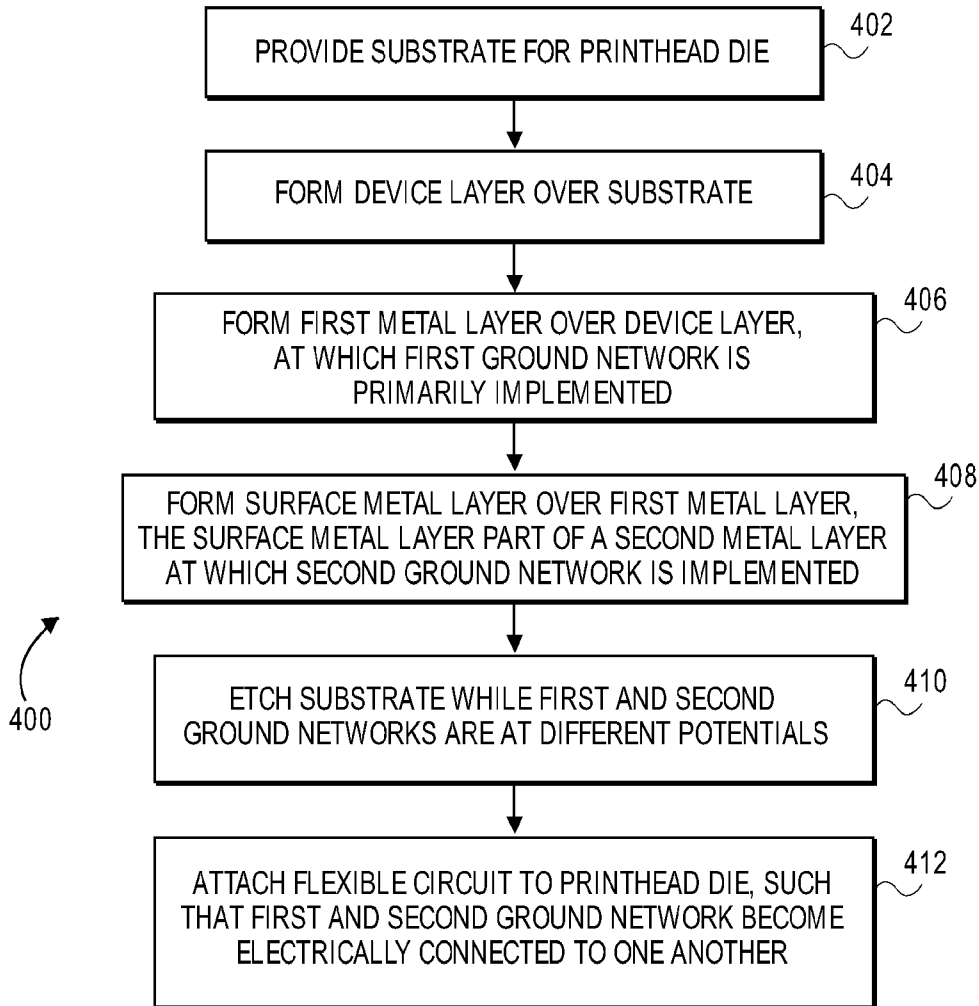 PROVIDE SUBSTRATE FOR PRINTHEAD DIE
402
FORM DEVICE LAYER OVER SUBSTRATE
404
FORM FIRST METAL LAYER OVER DEVICE LAYER,
AT WHICH FIRST GROUND NETWORK IS
PRIMARILY IMPLEMENTED
406
FORM SURFACE METAL LAYER OVER FIRST METAL LAYER,
THE SURFACE METAL LAYER PART OF A SECOND METAL LAYER
AT WHICH SECOND GROUND NETWORK IS IMPLEMENTED
408
ETCH SUBSTRATE WHILE FIRST AND SECOND
GROUND NETWORKS ARE AT DIFFERENT POTENTIALS
410
400
ATTACH FLEXIBLE CIRCUIT TO PRINTHEAD DIE, SUCH
THAT FIRST AND SECOND GROUND NETWORK BECOME
ELECTRICALLY CONNECTED TO ONE ANOTHER
412